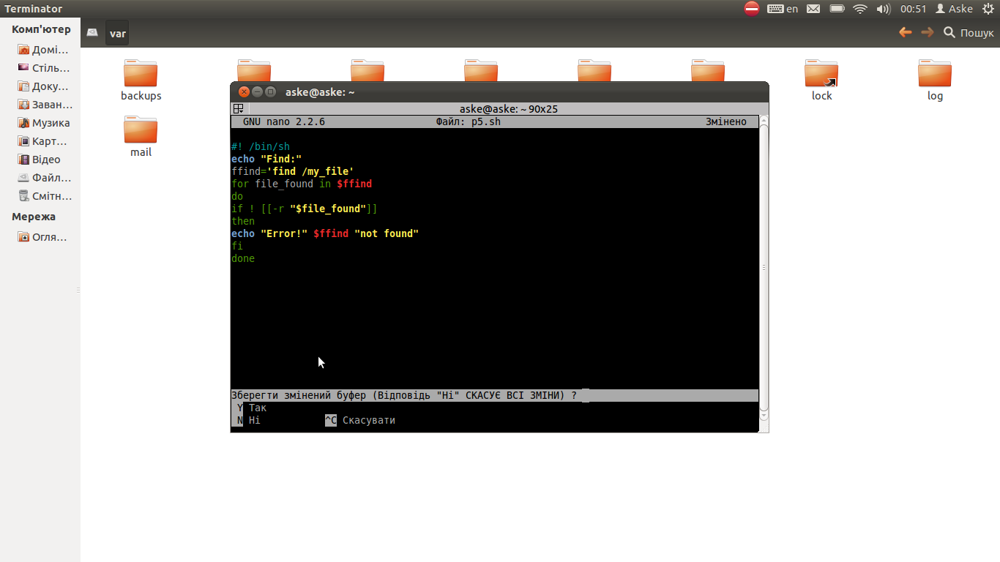 Terminator
en
00:51
Aske
Комп'ютер
Домі...
Стіль...
Доку...
Заван...
Музика
Карт...
Відео
Файл...
Смітн...
Мережа
Огля...
var
Пошук
backups
lock
log
mail
aske@aske: ~
aske@aske: ~ 90x25
GNU nano 2.2.6 Файл: p5.sh Змінено
#! /bin/sh
echo "Find:"
ffind='find /my_file'
for file_found in $ffind
do
if ! [[-r "$file_found"]]
then
echo "Error!" $ffind "not found"
fi
done
Зберегти змінений буфер (Відповідь "Ні" СКАСУЄ ВСІ ЗМІНИ) ?
Y Так
N Ні ^C Скасувати